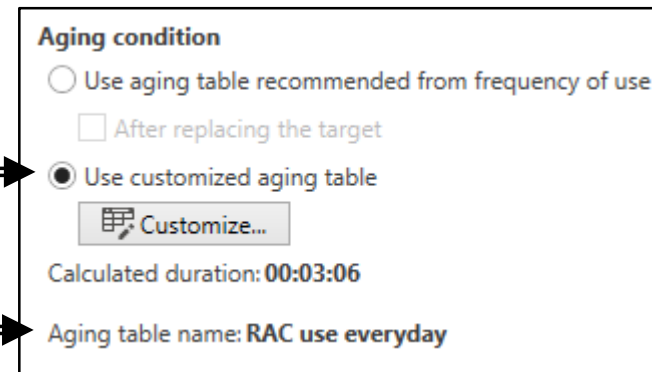 Aging condition
Use aging table recommended from frequency of use
After replacing the target
Use customized aging table
Customize...
Calculated duration: 00:03:06
Aging table name: RAC use everyday